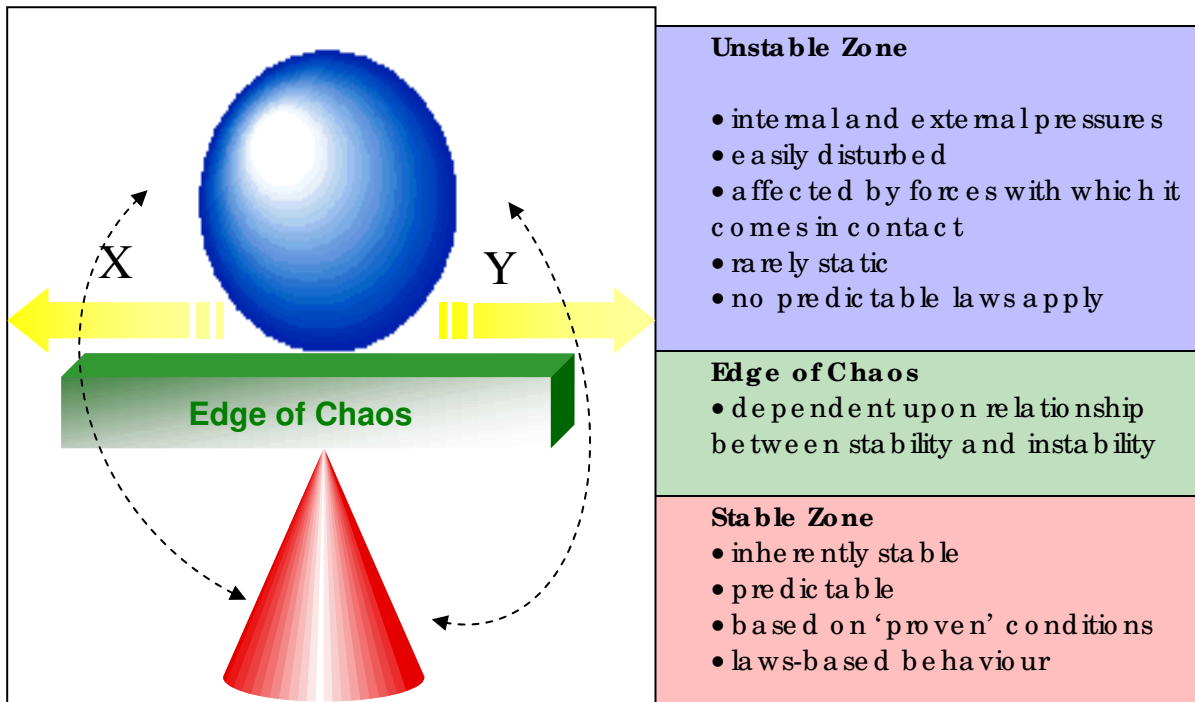 X
Y
Edge of Chaos
Unstable Zone
• internal and external pressures
• easily disturbed
• affected by forces with which it
comes in contact
• rarely static
• no predictable laws apply
Edge of Chaos
• dependent upon relationship
between stability and instability
Stable Zone
• inherently stable
• predictable
• based on ‘proven’ conditions
• laws-based behaviour